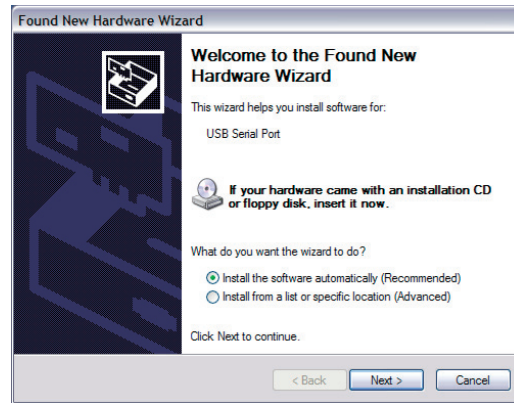 Found New Hardware Wizard
Welcome to the Found New
Hardware Wizard
This wizard helps you install software for:
USB Serial Port
If your hardware came with an installation CD
or floppy disk, insert it now.
What do you want the wizard to do?
Install the software automatically (Recommended)
Install from a list or specific location (Advanced)
Click Next to continue.
< Back Next > Cancel